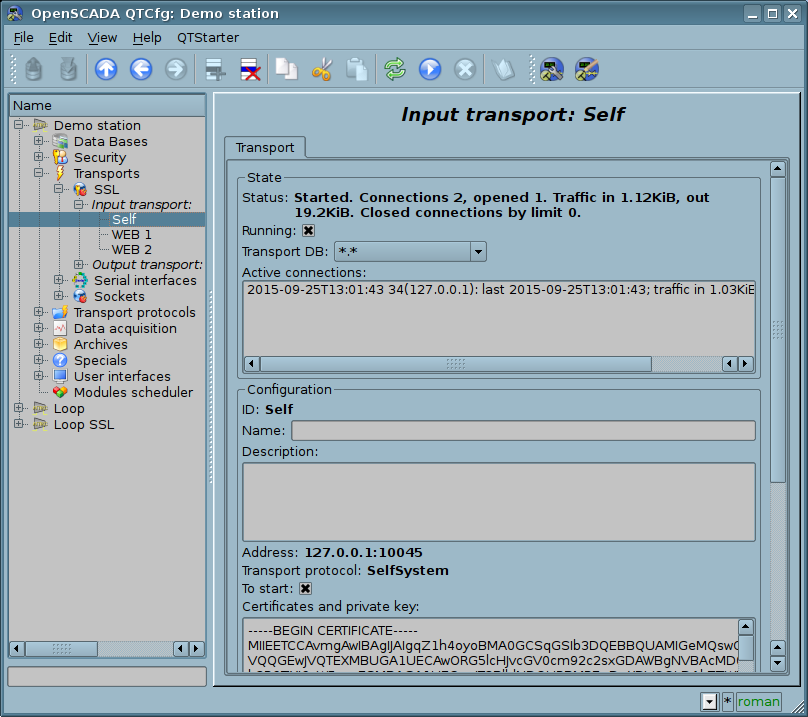 OpenSCADA QTCfg: Demo station
File Edit View Help QTStarter
Name
Demo station
Data Bases
Security
Transports
SSL
Input transport:
Self
WEB 1
WEB 2
Output transport:
Serial interfaces
Sockets
Transport protocols
Data acquisition
Archives
Specials
User interfaces
Modules scheduler
Loop
Loop SSL
Input transport: Self
Transport
State
Status: Started. Connections 2, opened 1. Traffic in 1.12KiB, out
19.2KiB. Closed connections by limit 0.
Running:
Transport DB: *.*
Active connections:
2015-09-25T13:01:43 34(127.0.0.1): last 2015-09-25T13:01:43; traffic in 1.03KiB
Configuration
ID: Self
Name:
Description:
Address: 127.0.0.1:10045
Transport protocol: SelfSystem
To start:
Certificates and private key:
-----BEGIN CERTIFICATE-----
* roman